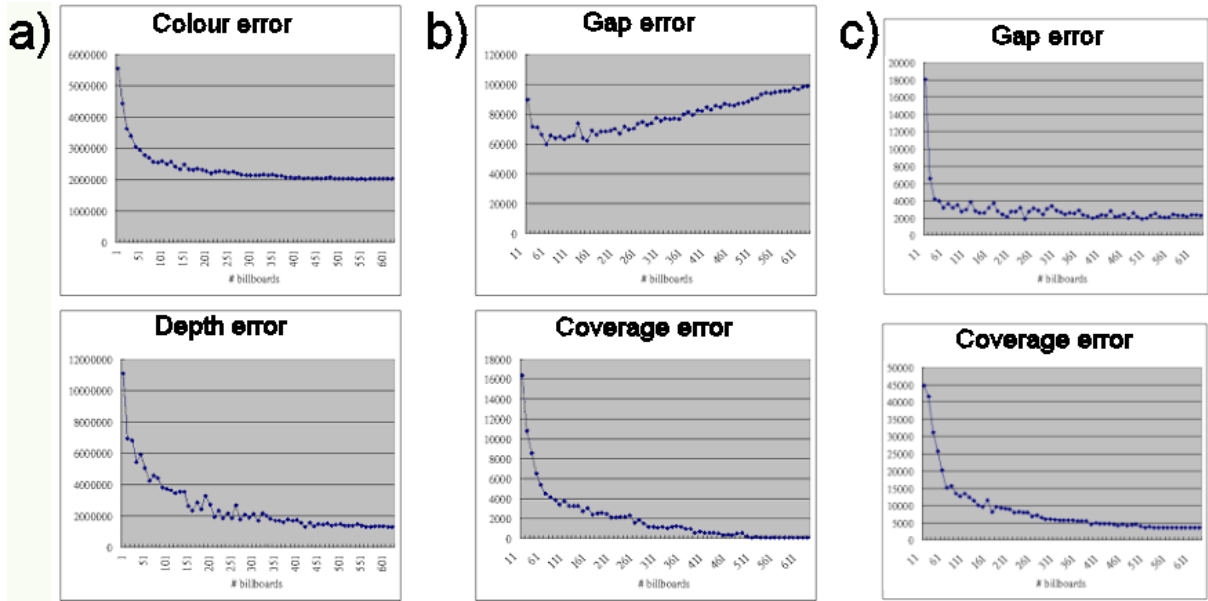 a)
Colour error
6000000
5000000
4000000
3000000
2000000
1000000
0
1 51 101 151 201 251 301 351 401 451 501 551 601
# billboards
Depth error
12000000
10000000
8000000
6000000
4000000
2000000
0
1 51 101 151 201 251 301 351 401 451 501 551 601
# billboards
b)
Gap error
120000
100000
80000
60000
40000
20000
0
11 61 111 161 211 261 311 361 411 461 511 561 611
# billboards
Coverage error
18000
16000
14000
12000
10000
8000
6000
4000
2000
0
11 61 111 161 211 261 311 361 411 461 511 561 611
# billboards
c)
Gap error
20000
18000
16000
14000
12000
10000
8000
6000
4000
2000
0
11 61 111 161 211 261 311 361 411 461 511 561 611
# billboards
Coverage error
50000
45000
40000
35000
30000
25000
20000
15000
10000
5000
0
11 61 111 161 211 261 311 361 411 461 511 561 611
# billboards